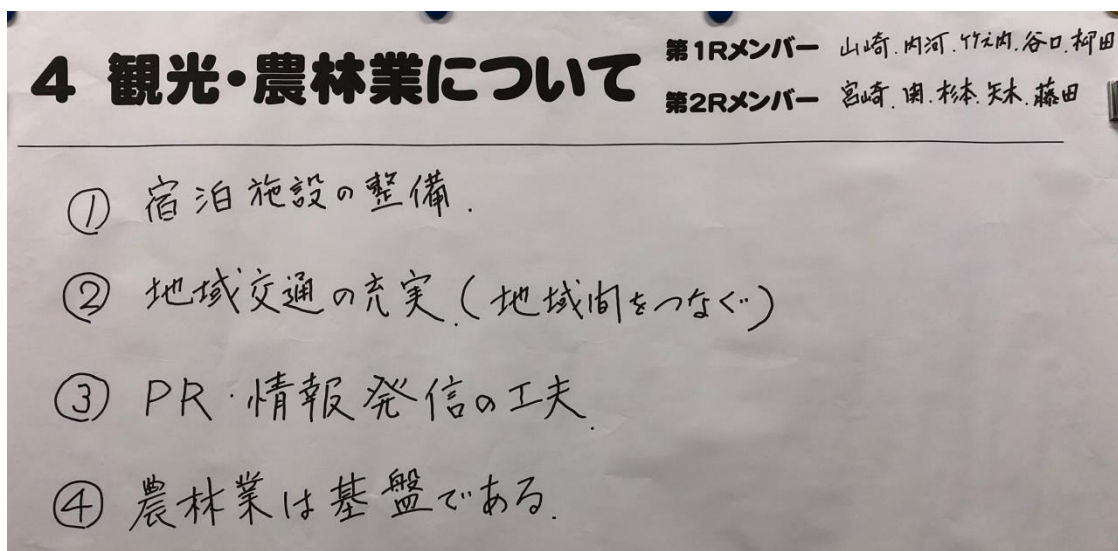 4 観光・農林業について
第1Rメンバー 山崎.内河.竹之内.谷口.柳田
第2Rメンバー 宮崎.関.杉本.矢木.藤田
① 宿泊施設の整備.
② 地域交通の充実.(地域間をつなぐ)
③ PR・情報発信の工夫.
④ 農林業は基盤である.